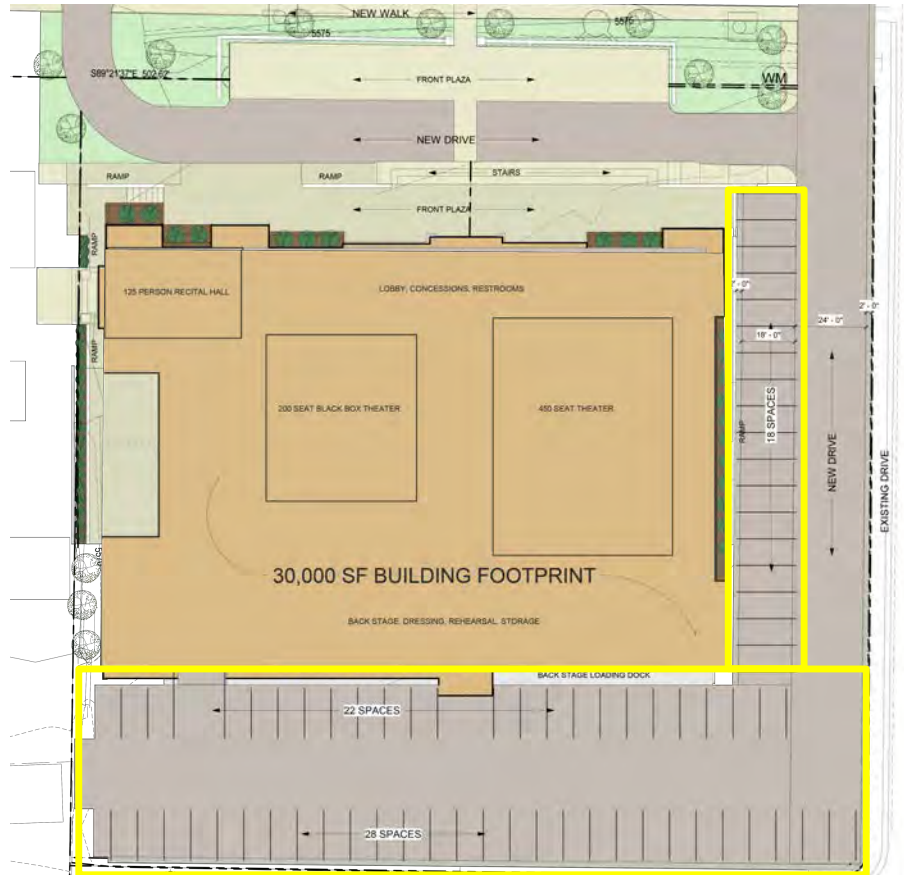 NEW WALK
5575
5575
S89°21'37"E 502.62'
FRONT PLAZA
WM
NEW DRIVE
RAMP
RAMP
STAIRS
FRONT PLAZA
RAMP
125 PERSON RECITAL HALL
LOBBY, CONCESSIONS, RESTROOMS
2' - 0"
24' - 0"
18' - 0"
RAMP
200 SEAT BLACK BOX THEATER
450 SEAT THEATER
18 SPACES
RAMP
NEW DRIVE
EXISTING DRIVE
30,000 SF BUILDING FOOTPRINT
BACK STAGE, DRESSING, REHEARSAL, STORAGE
BACK STAGE LOADING DOCK
22 SPACES
28 SPACES